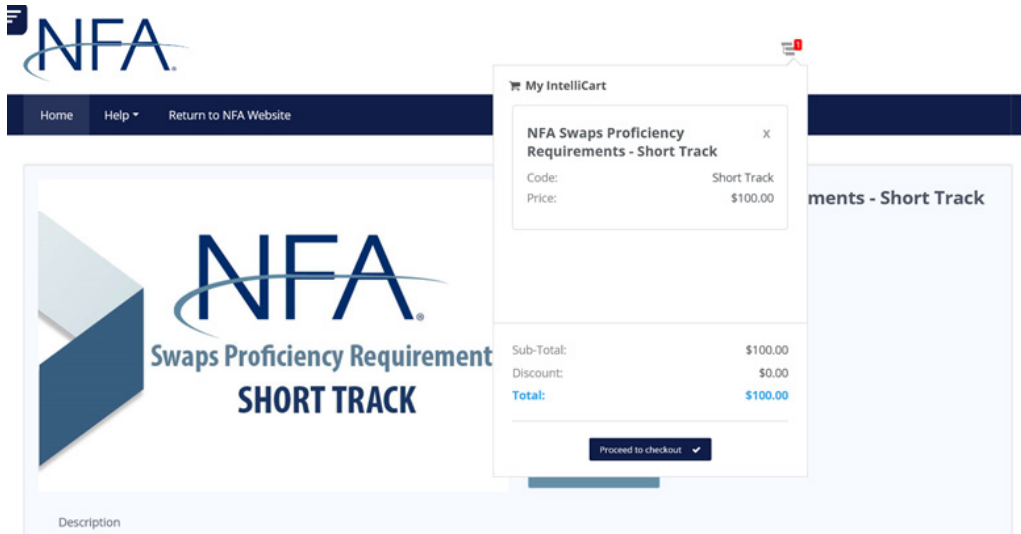 NFA.
1
Home Help Return to NFA Website
My IntelliCart
NFA Swaps Proficiency x
Requirements - Short Track
Code: Short Track
Price: $100.00
ments - Short Track
NFA.
Swaps Proficiency Requirement
SHORT TRACK
Sub-Total: $100.00
Discount: $0.00
Total: $100.00
Proceed to checkout
Description